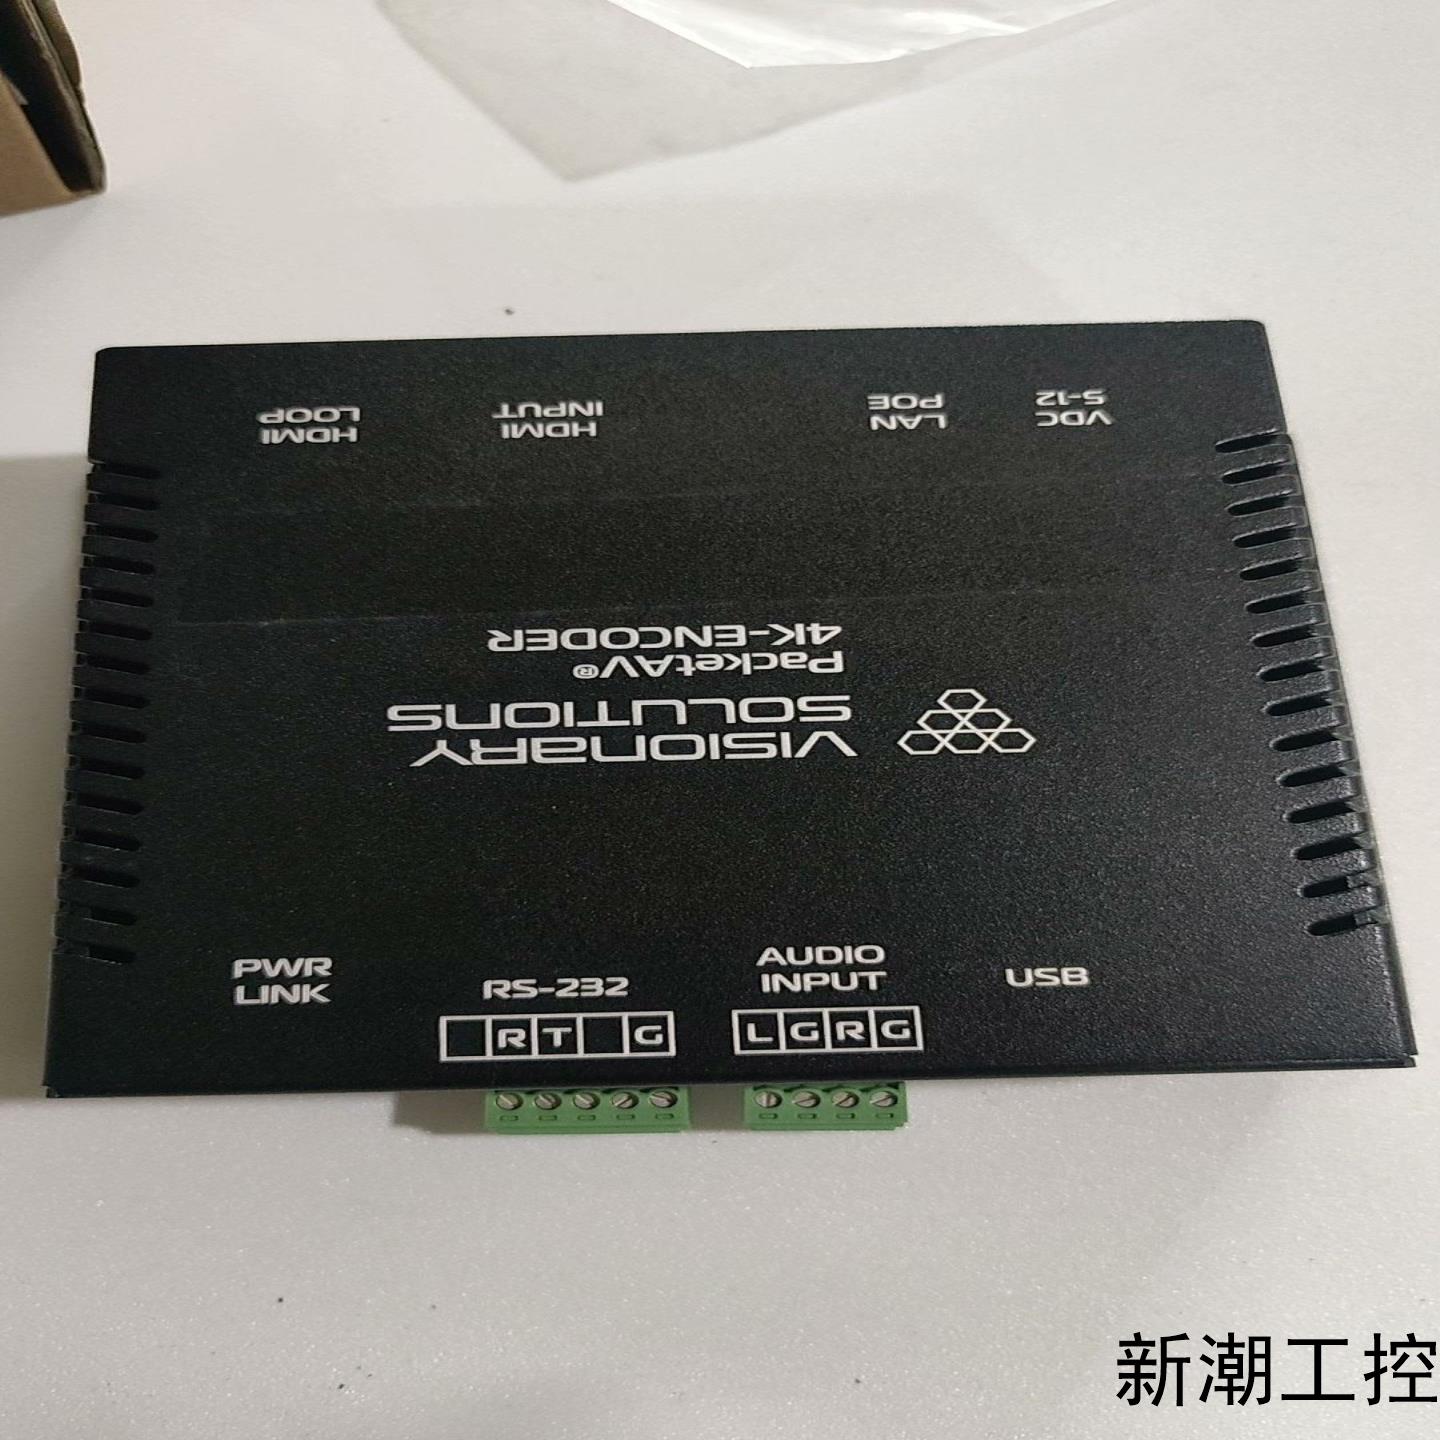 HDMI
LOOP
HDMI
INPUT
LAN
POE
VDC
5-12
VISIONARY
SOLUTIONS
PacketAV®
4K-ENCODER
PWR
LINK
RS-232
R T G
AUDIO
INPUT
L G R G
USB
新潮工控